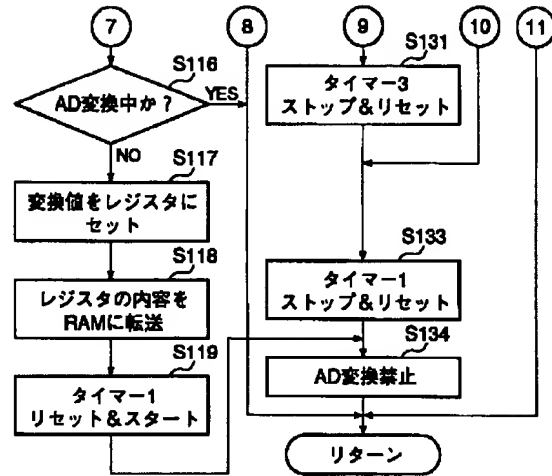 7
8
9
10
11
S116
AD変換中か？
YES
NO
S117
変換値をレジスタに
セット
S118
レジスタの内容を
RAMに転送
S119
タイマー1
リセット&スタート
S131
タイマー3
ストップ&リセット
S133
タイマー1
ストップ&リセット
S134
AD変換禁止
リターン